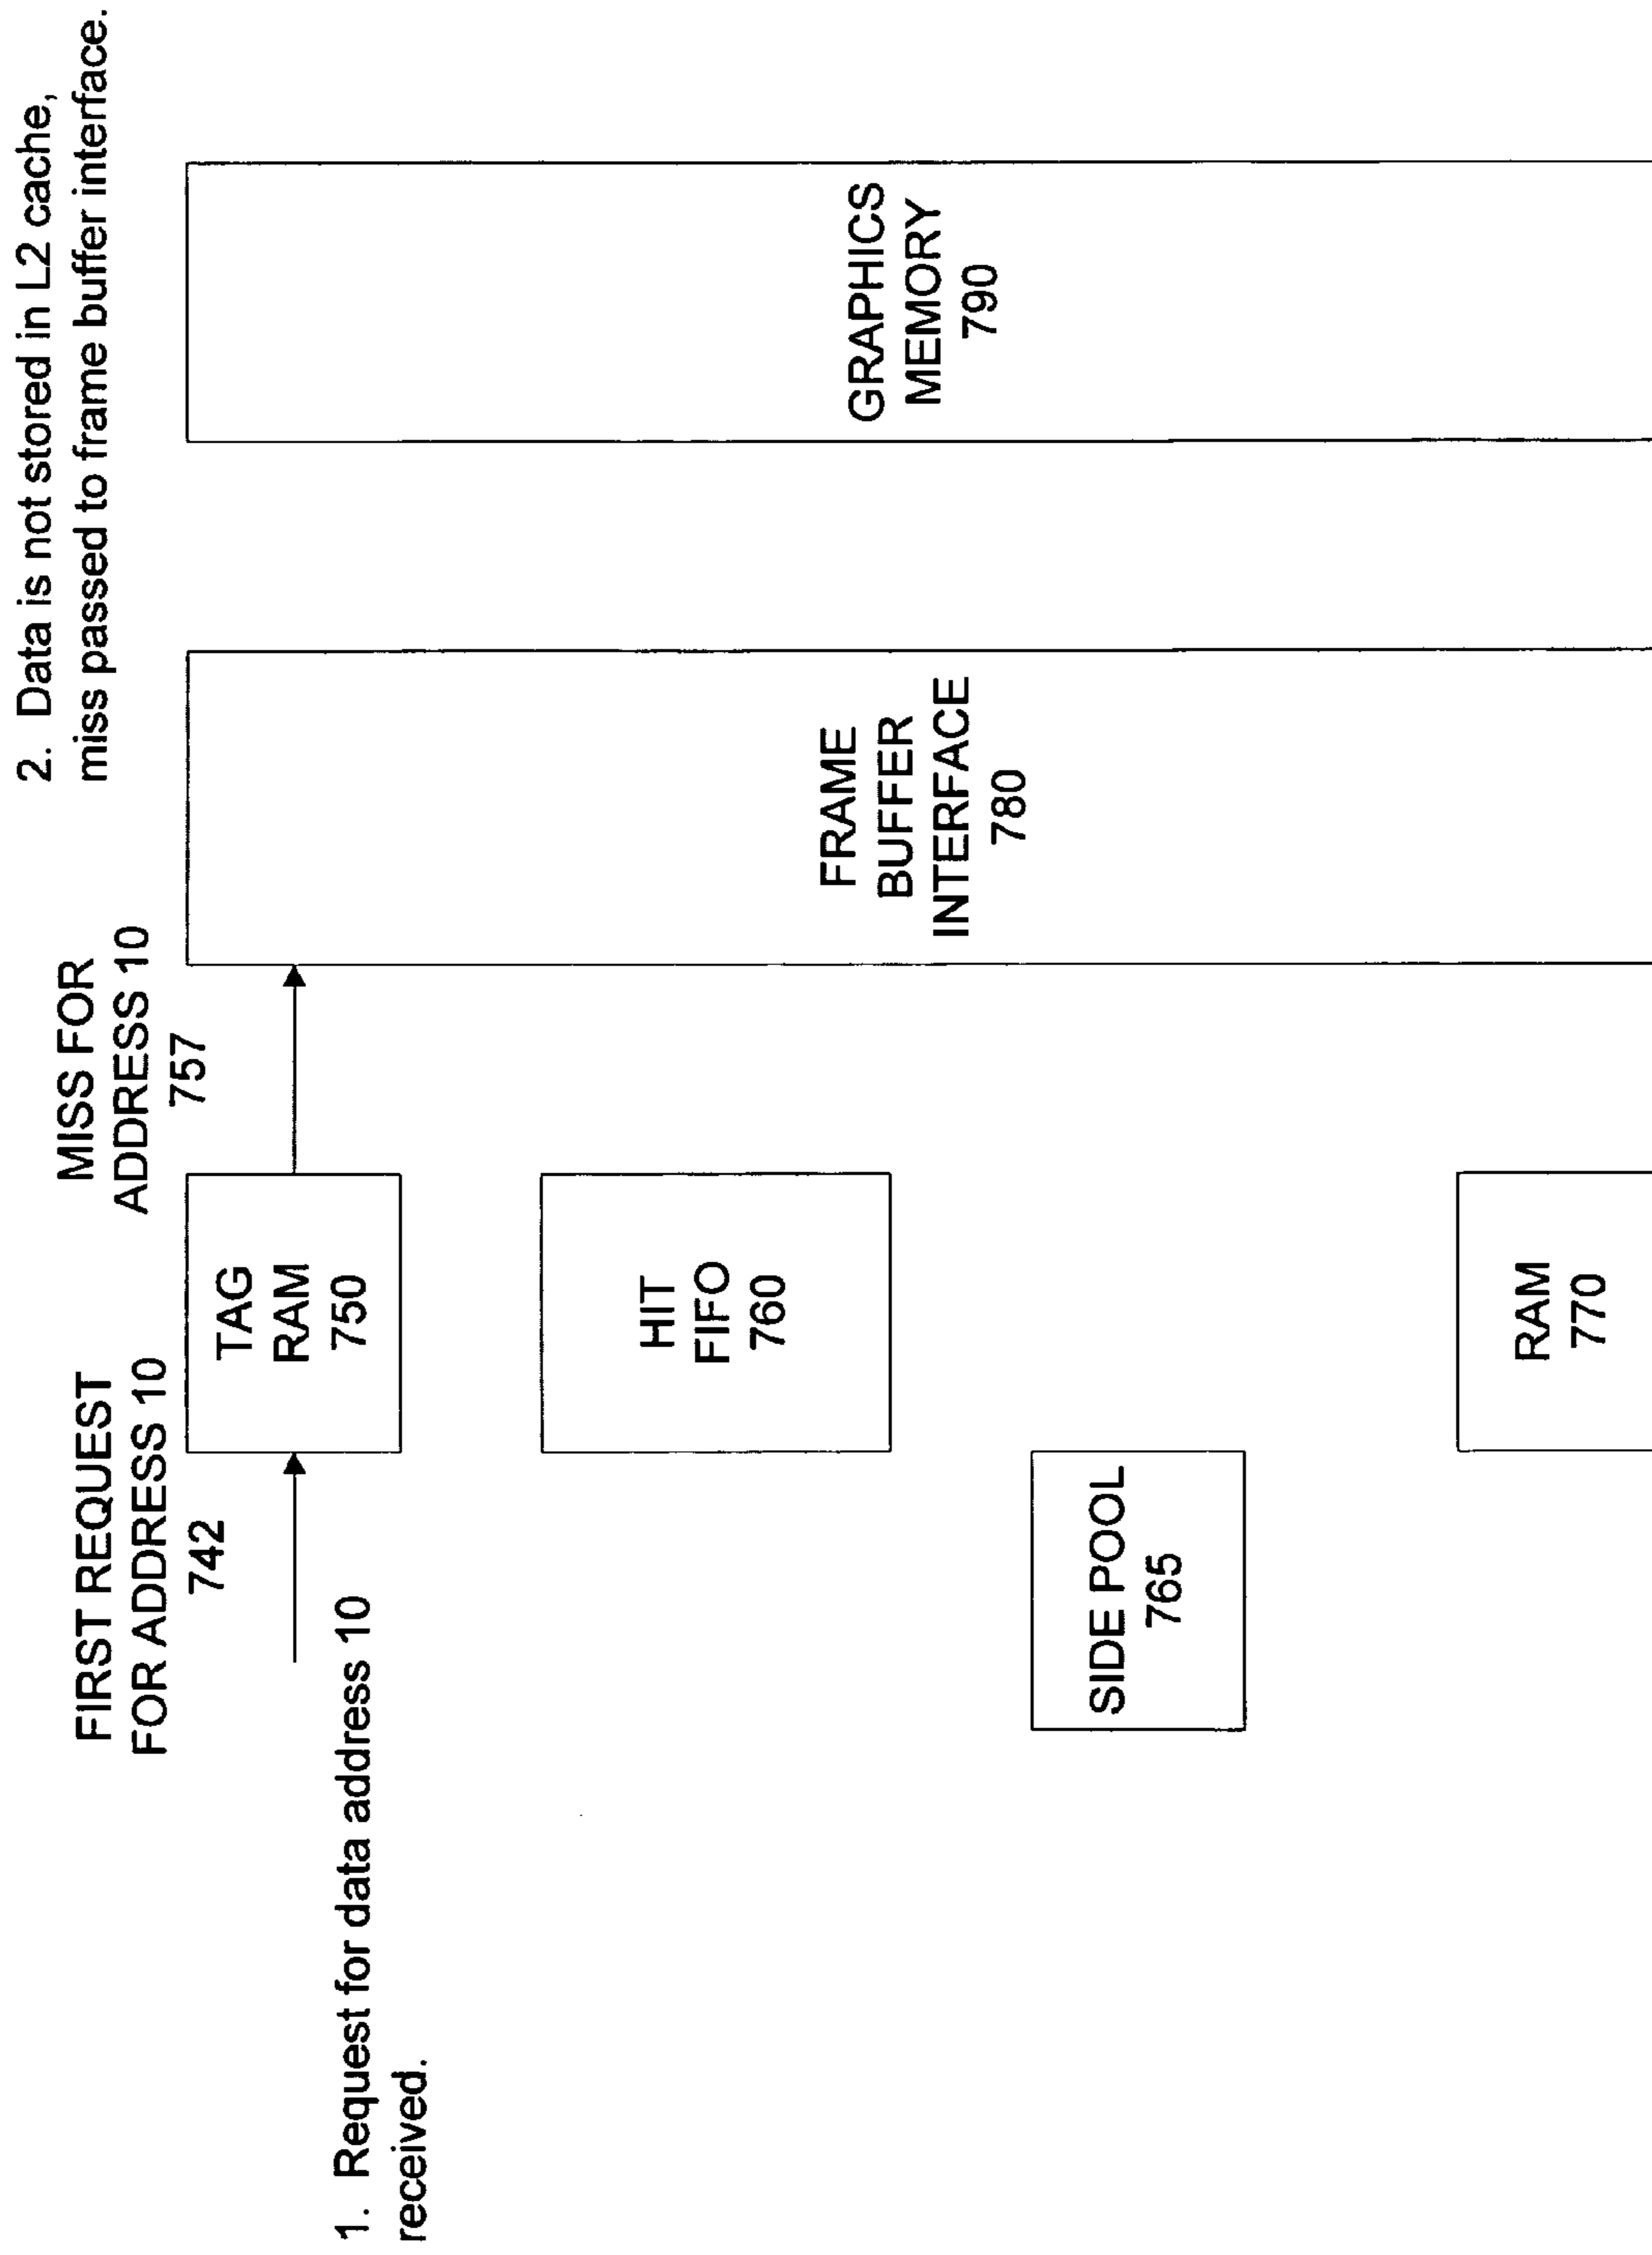 FIRST REQUEST
FOR ADDRESS 10
742
MISS FOR
ADDRESS 10
757
2. Data is not stored in L2 cache,
miss passed to frame buffer interface.
1. Request for data address 10
received.
TAG
RAM
750
HIT
FIFO
760
SIDE POOL
765
RAM
770
FRAME
BUFFER
INTERFACE
780
GRAPHICS
MEMORY
790